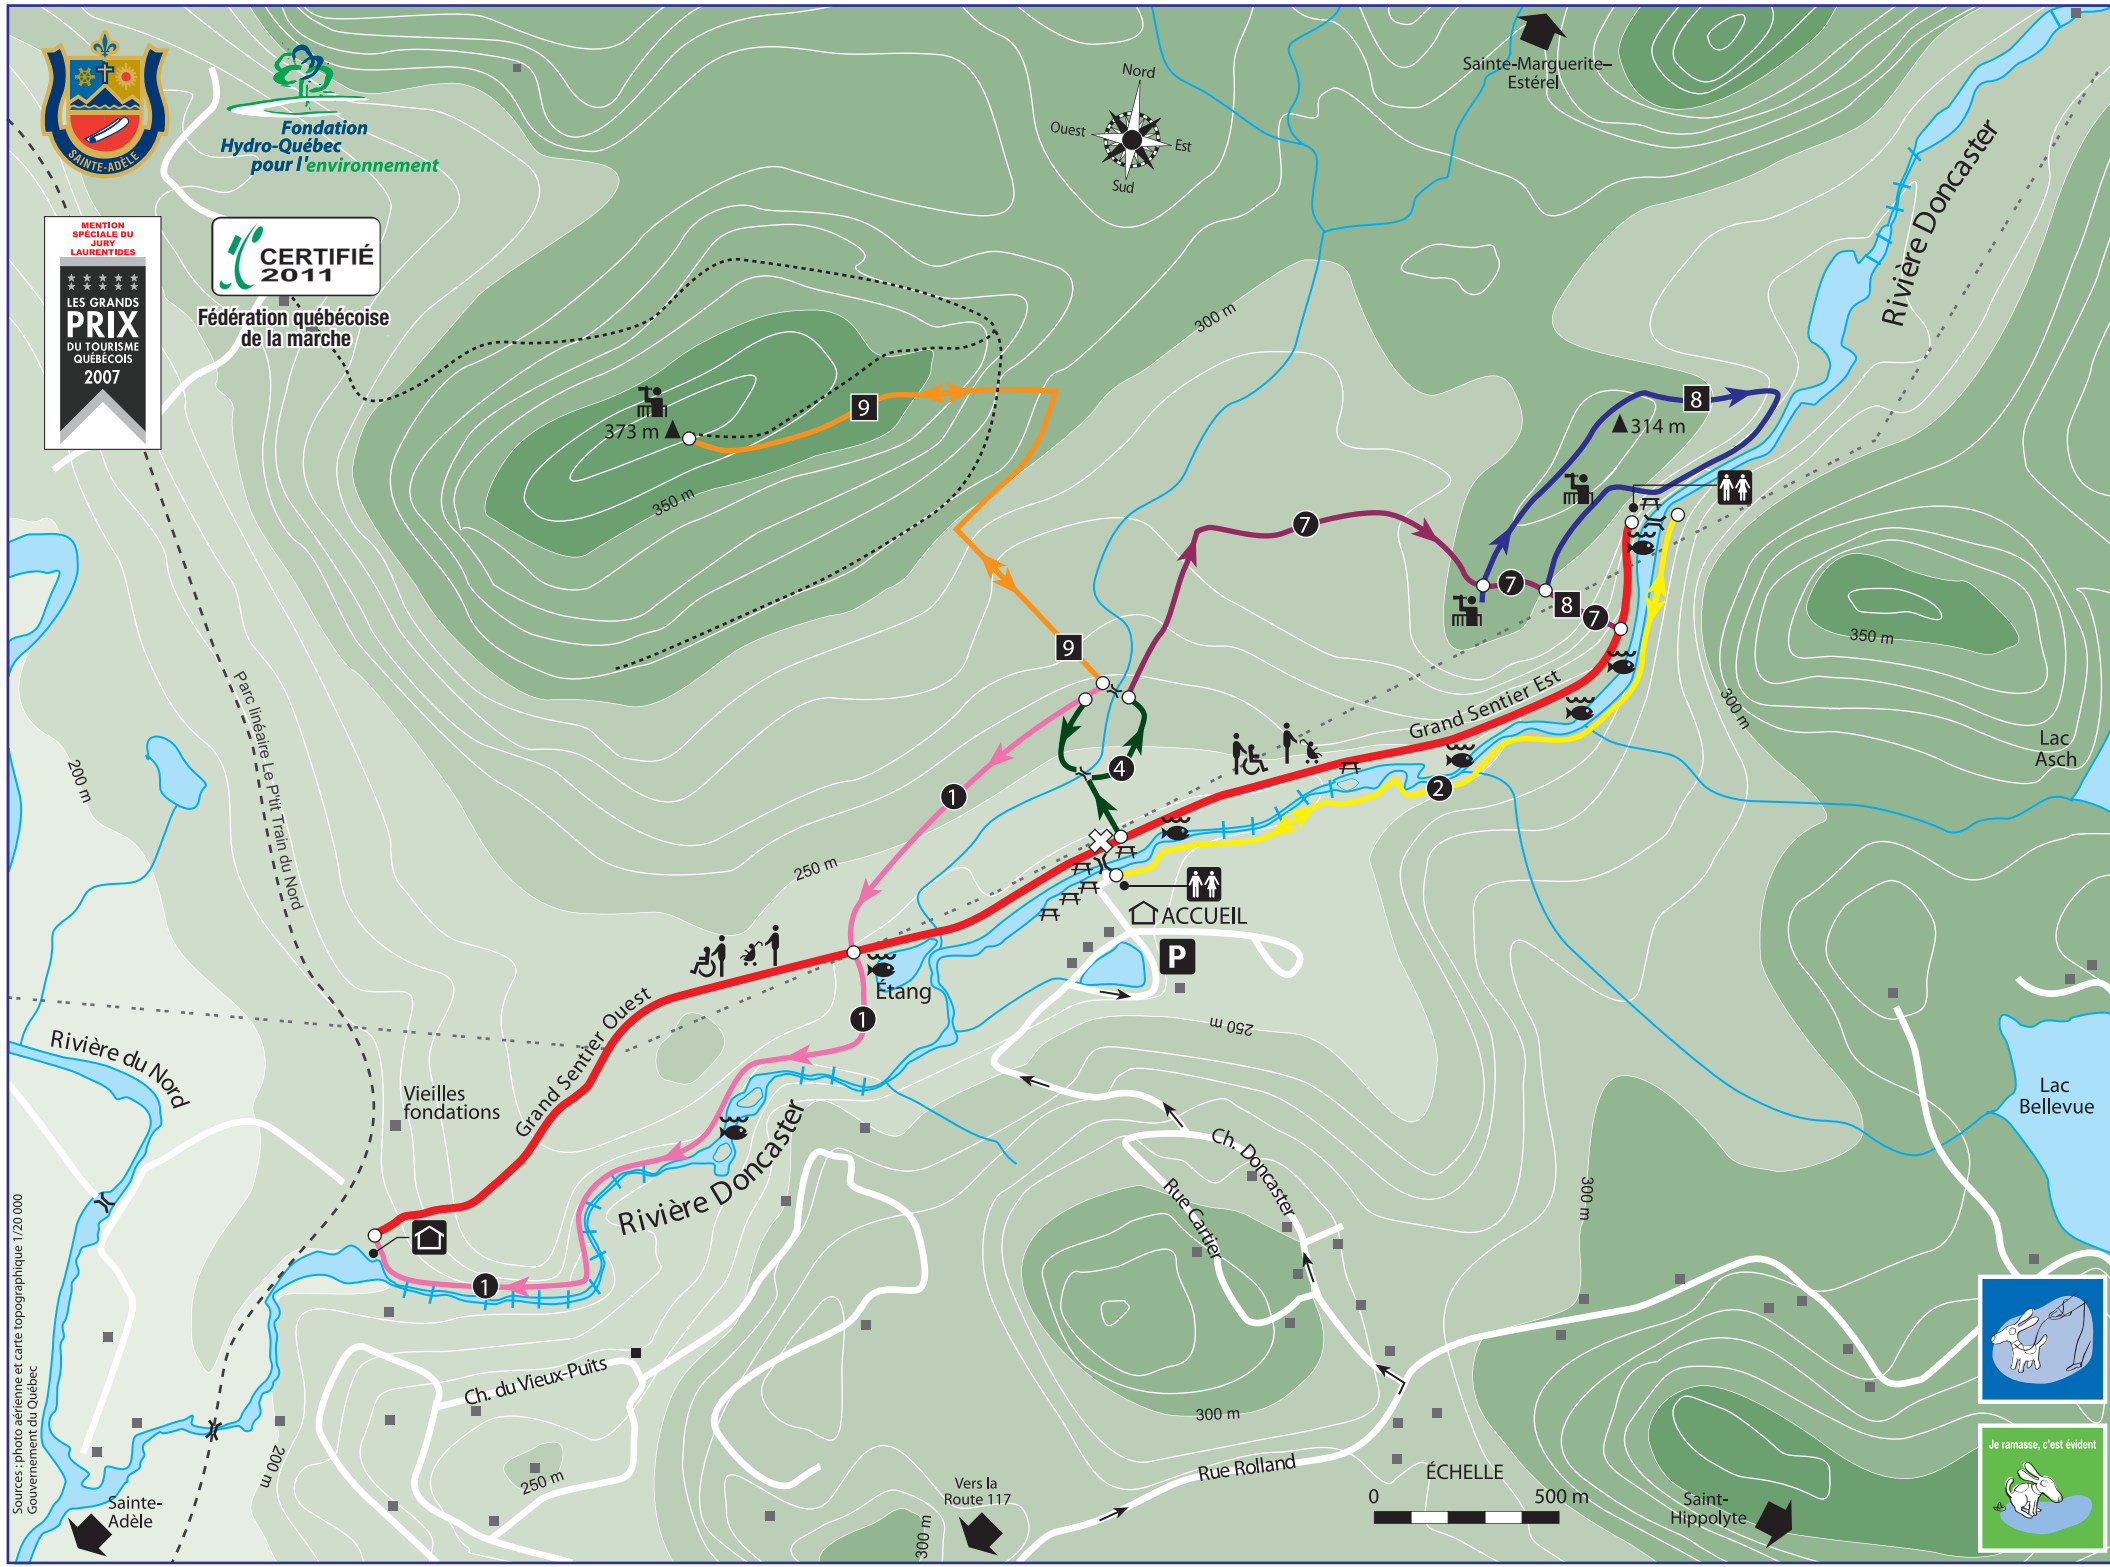 SAINTE-ADÈLE
Fondation
Hydro-Québec
pour l'environnement
MENTION
SPÉCIALE DU
JURY
LAURENTIDES
LES GRANDS
PRIX
DU TOURISME
QUÉBÉCOIS
2007
CERTIFIÉ
2011
Fédération québécoise
de la marche
Nord
Ouest
Est
Sud
Sainte-Marguerite–
Estérel
Rivière Doncaster
300 m
373 m
9
350 m
8
314 m
7
7
8
7
350 m
9
300 m
Grand Sentier Est
Lac
Asch
4
2
1
Parc linéaire Le P'tit Train du Nord
200 m
250 m
ACCUEIL
P
Étang
1
250 m
Grand Sentier Ouest
Rivière du Nord
Vieilles
fondations
Lac
Bellevue
Rivière Doncaster
Ch. Doncaster
Rue Cartier
300 m
1
Ch. du Vieux-Puits
300 m
250 m
200 m
Rue Rolland
Vers la
Route 117
300 m
ÉCHELLE
0
500 m
Saint-
Hippolyte
Sainte-
Adèle
Sources : photo aérienne et carte topographique 1/20 000
Gouvernement du Québec
Je ramasse, c'est évident